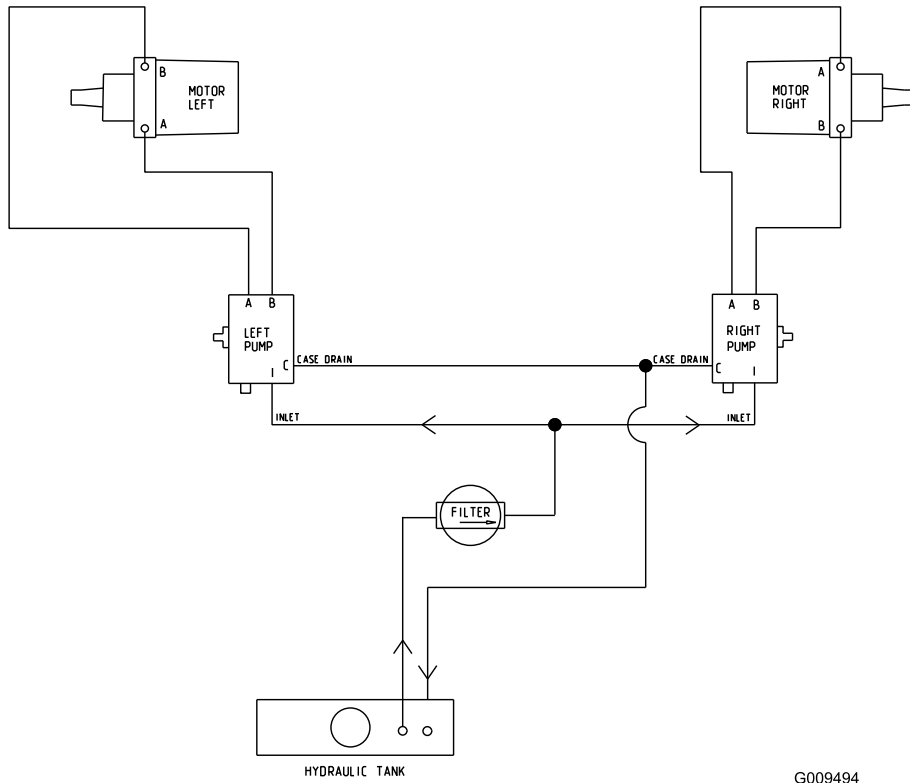 B
MOTOR
LEFT
A
A
MOTOR
RIGHT
B
A B
LEFT
PUMP
C
I
CASE DRAIN
INLET
CASE DRAIN
A B
RIGHT
PUMP
C
I
INLET
FILTER
HYDRAULIC TANK
G009494